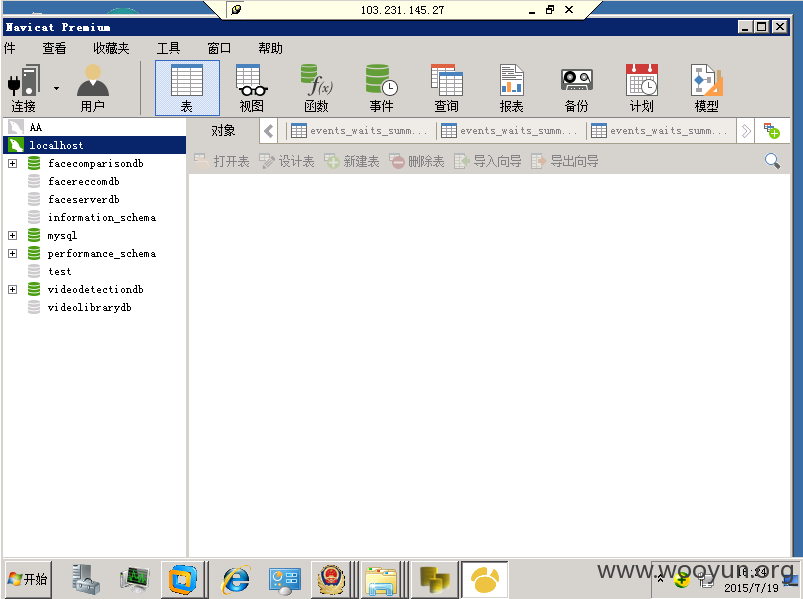 103.231.145.27
Navicat Premium
件 查看 收藏夹 工具 窗口 帮助
连接 用户 表 视图 函数 事件 查询 报表 备份 计划 模型
AA
对象 events_waits_summ... events_waits_summ... events_waits_summ...
localhost
打开表 设计表 新建表 删除表 导入向导 导出向导
facecomparisondb
facereccomdb
faceserverdb
information_schema
mysql
performance_schema
test
videodetectiondb
videolibrarydb
www.wooyun.org
开始 16:24
2015/7/19